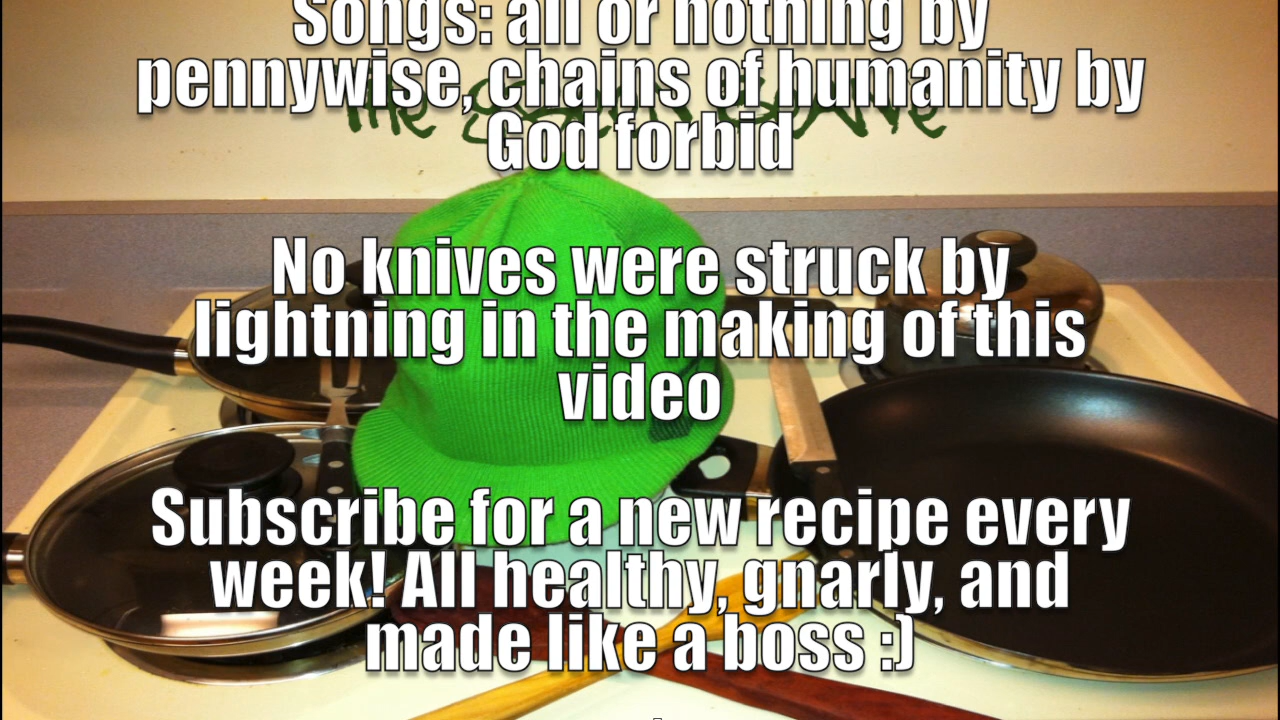 Songs: all or nothing by
pennywise, chains of humanity by
The
God forbid
No knives were struck by
lightning in the making of this
video
Subscribe for a new recipe every
week! All healthy, gnarly, and
made like a boss :)